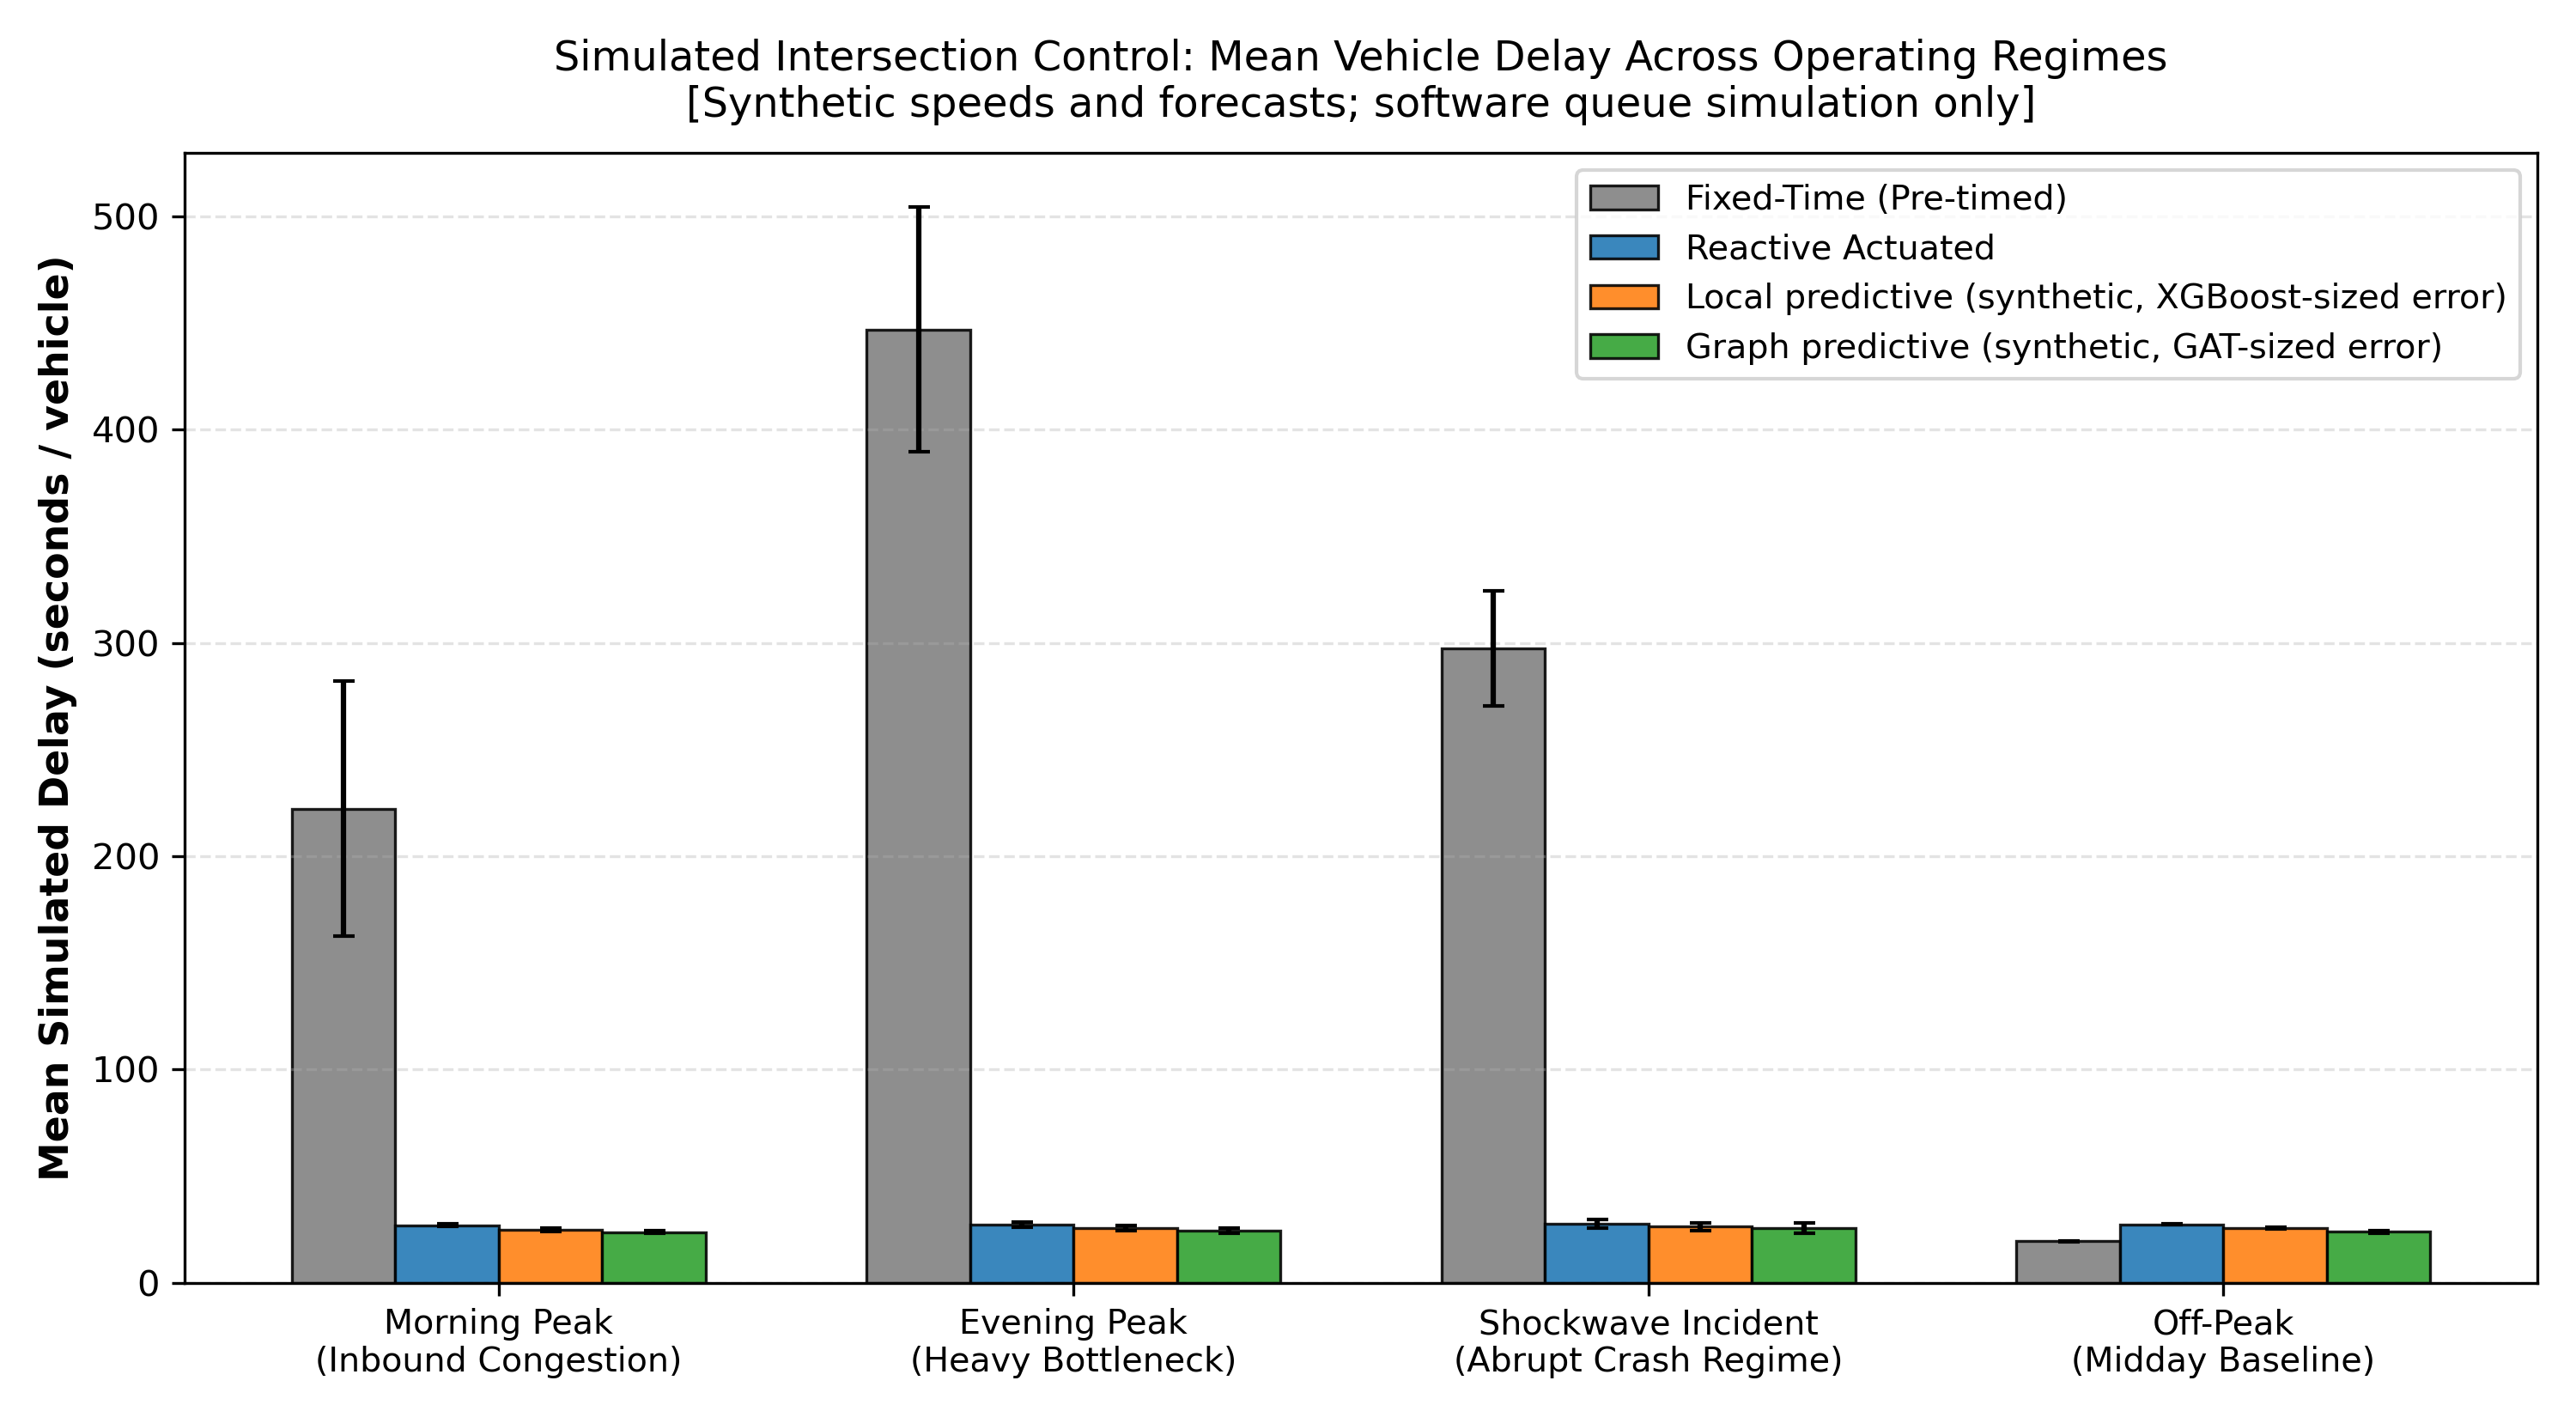 Simulated Intersection Control: Mean Vehicle Delay Across Operating Regimes
[Synthetic speeds and forecasts; software queue simulation only]
Mean Simulated Delay (seconds / vehicle)
500
400
300
200
100
0
Fixed-Time (Pre-timed)
Reactive Actuated
Local predictive (synthetic, XGBoost-sized error)
Graph predictive (synthetic, GAT-sized error)
Morning Peak
(Inbound Congestion)
Evening Peak
(Heavy Bottleneck)
Shockwave Incident
(Abrupt Crash Regime)
Off-Peak
(Midday Baseline)